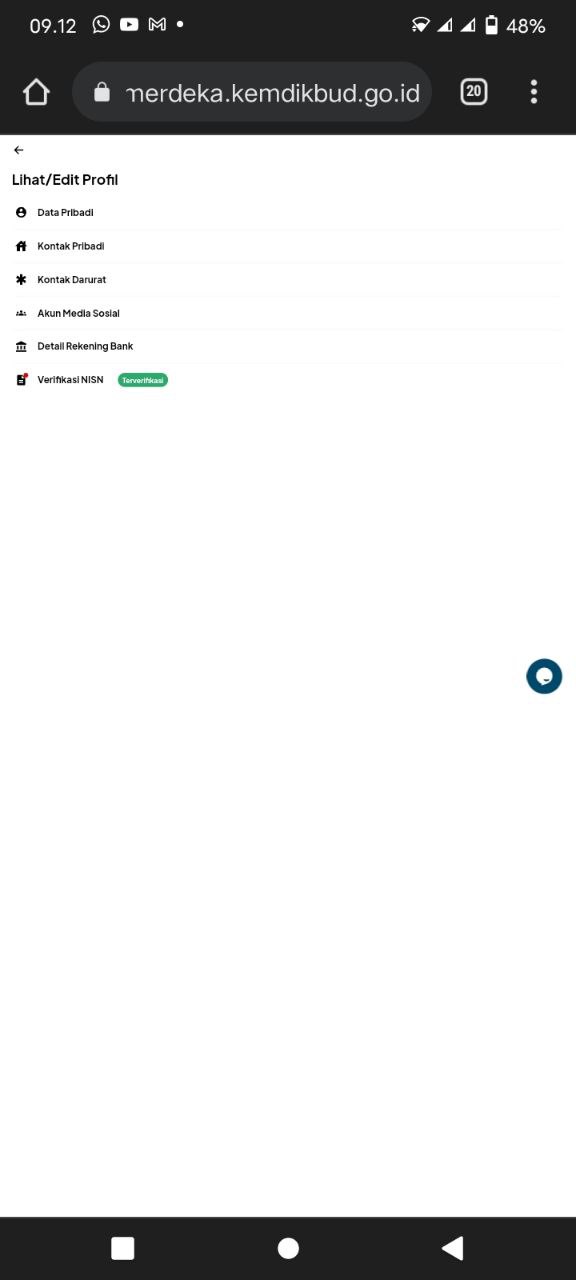 09.12
48%
merdeka.kemdikbud.go.id
20
Lihat/Edit Profil
Data Pribadi
Kontak Pribadi
Kontak Darurat
Akun Media Sosial
Detail Rekening Bank
Verifikasi NISN Terverifikasi